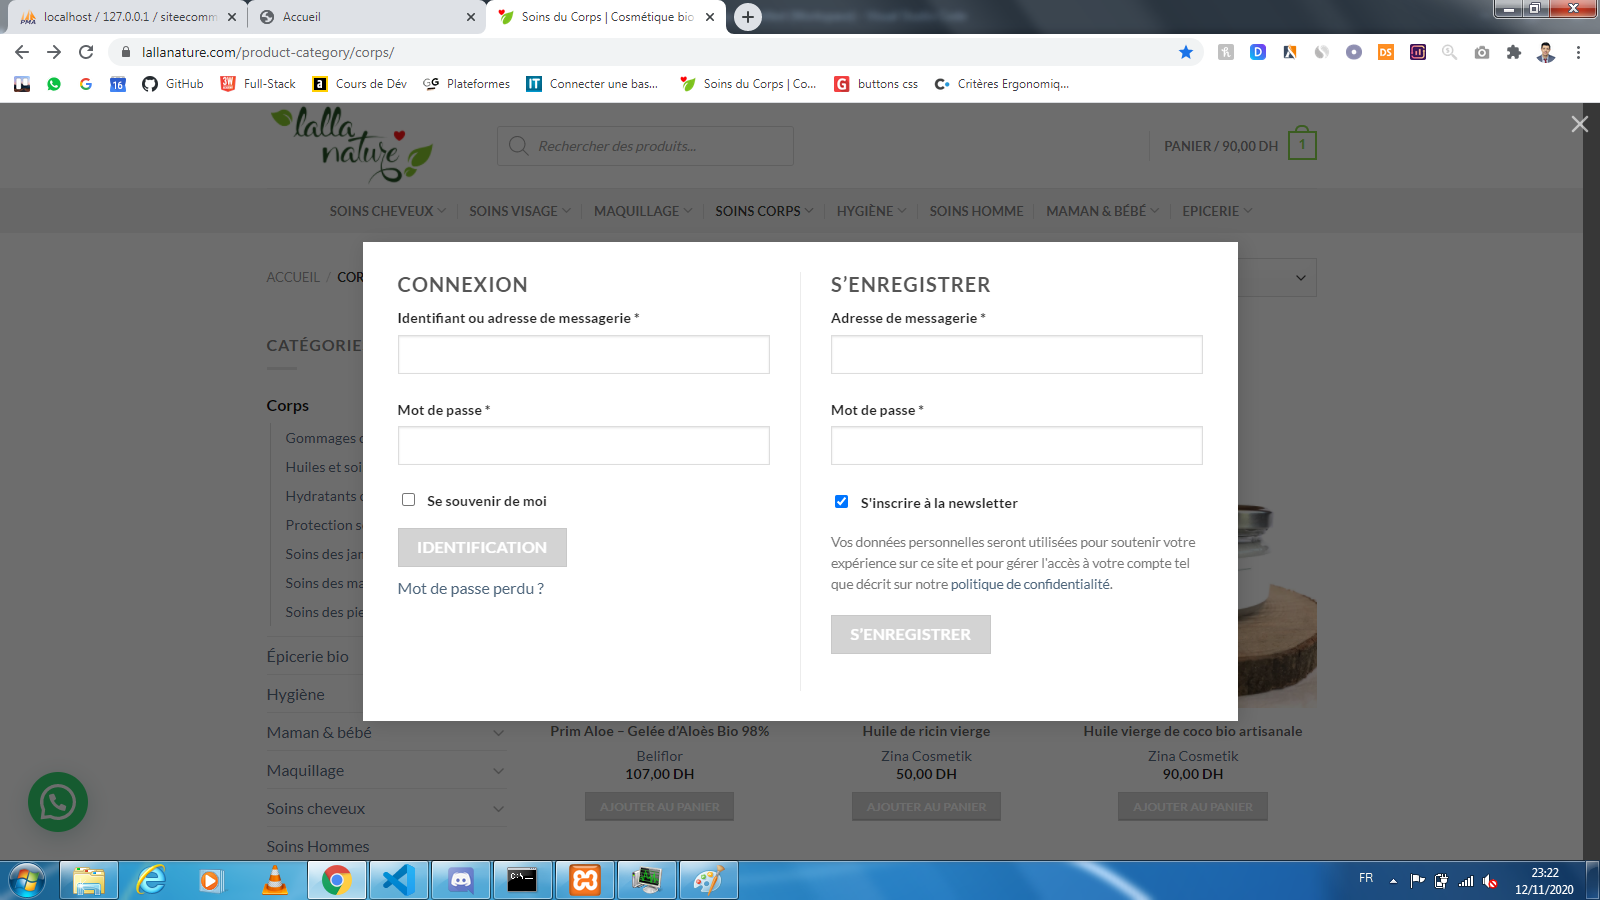 localhost / 127.0.0.1 / siteecomm
Accueil
Soins du Corps | Cosmétique bio
lallanature.com/product-category/corps/
GitHub
Full-Stack
Cours de Dév
Plateformes
Connecter une bas...
Soins du Corps | Co...
buttons css
Critères Ergonomiq...
lalla nature
Rechercher des produits...
PANIER / 90,00 DH
1
SOINS CHEVEUX
SOINS VISAGE
MAQUILLAGE
SOINS CORPS
HYGIÈNE
SOINS HOMME
MAMAN & BÉBÉ
EPICERIE
ACCUEIL / COR
CATÉGORIE
Corps
Gommages
Huiles et soi
Hydratants
Protection s
Soins des jar
Soins des ma
Soins des pie
Épicerie bio
Hygiène
Maman & bébé
Maquillage
Soins cheveux
Soins Hommes
CONNEXION
Identifiant ou adresse de messagerie *
Mot de passe *
Se souvenir de moi
IDENTIFICATION
Mot de passe perdu ?
S’ENREGISTRER
Adresse de messagerie *
Mot de passe *
S'inscrire à la newsletter
Vos données personnelles seront utilisées pour soutenir votre
expérience sur ce site et pour gérer l’accès à votre compte tel
que décrit sur notre politique de confidentialité.
S’ENREGISTRER
Prim Aloe – Gelée d’Aloès Bio 98%
Beliflor
107,00 DH
AJOUTER AU PANIER
Huile de ricin vierge
Zina Cosmetik
50,00 DH
AJOUTER AU PANIER
Huile vierge de coco bio artisanale
Zina Cosmetik
90,00 DH
AJOUTER AU PANIER
FR
23:22
12/11/2020